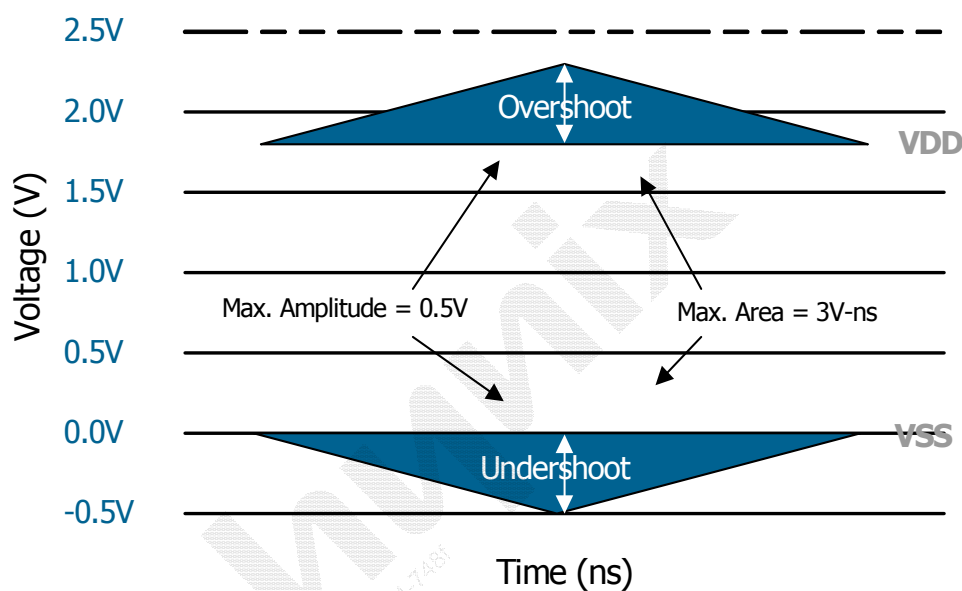 2.5V
Overshoot
2.0V
VDD
1.5V
1.0V
Max. Amplitude = 0.5V
Max. Area = 3V-ns
0.5V
0.0V
VSS
Undershoot
-0.5V
Voltage (V)
Time (ns)